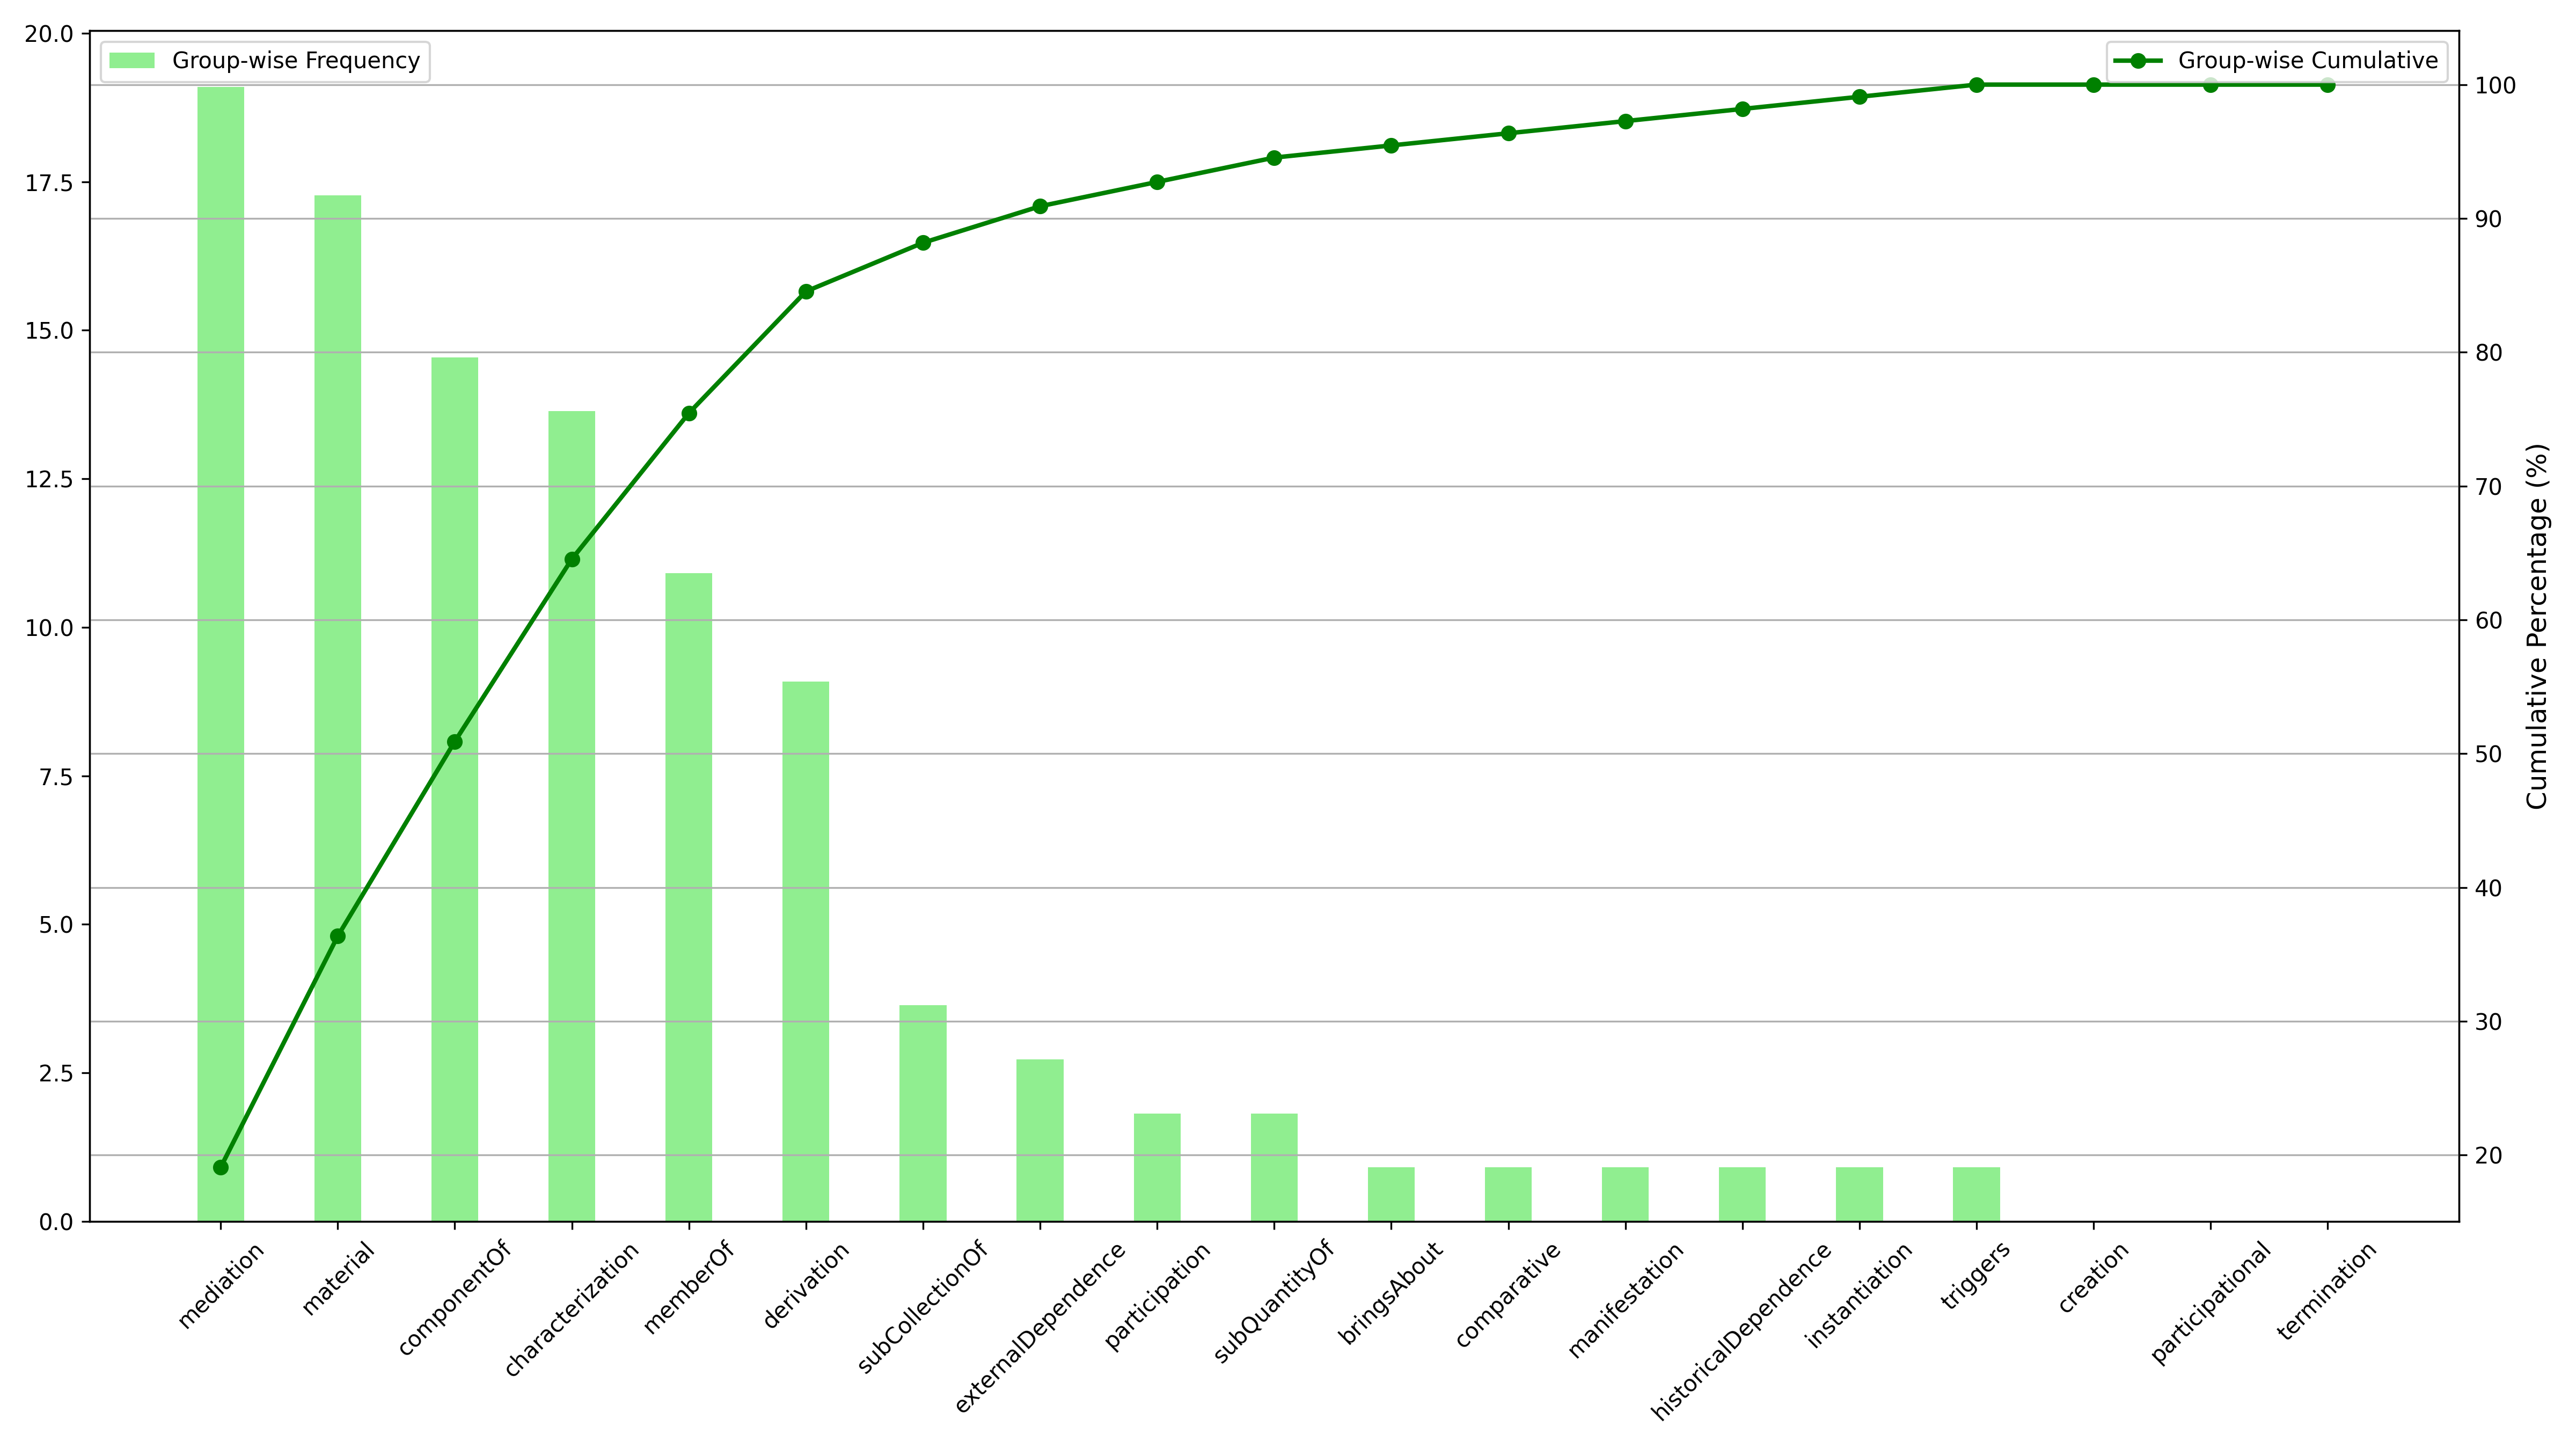 Group-wise Frequency
Group-wise Cumulative
20.0
17.5
15.0
12.5
10.0
7.5
5.0
2.5
0.0
100
90
80
70
60
50
40
30
20
Cumulative Percentage (%)
mediation
material
componentOf
characterization
memberOf
derivation
subCollectionOf
externalDependence
participation
subQuantityOf
bringsAbout
comparative
manifestation
historicalDependence
instantiation
triggers
creation
participational
termination